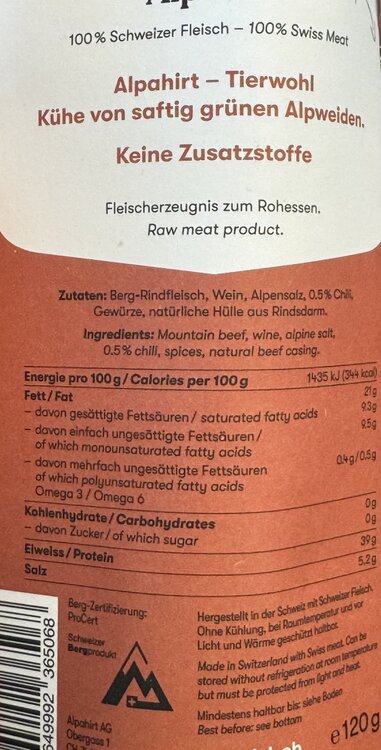 100% Schweizer Fleisch – 100% Swiss Meat
Alpahirt – Tierwohl
Kühe von saftig grünen Alpweiden.
Keine Zusatzstoffe
Fleischerzeugnis zum Rohessen.
Raw meat product.
Zutaten: Berg-Rindfleisch, Wein, Alpensalz, 0.5% Chili,
Gewürze, natürliche Hülle aus Rindsdarm.
Ingredients: Mountain beef, wine, alpine salt,
0.5% chili, spices, natural beef casing.
Energie pro 100g / Calories per 100g 1435 kJ (344 kcal)
Fett / Fat 21g
– davon gesättigte Fettsäuren / saturated fatty acids 9.3g
– davon einfach ungesättigte Fettsäuren / 9.5g
of which monounsaturated fatty acids
– davon mehrfach ungesättigte Fettsäuren 0.4g / 0.5g
of which polyunsaturated fatty acids
Omega 3 / Omega 6
Kohlenhydrate / Carbohydrates 0g
– davon Zucker / of which sugar 0g
Eiweiss / Protein 39g
Salz 5.2g
Berg-Zertifizierung:
ProCert
Schweizer
Bergprodukt
Alpahirt AG
Obergass 1
Hergestellt in der Schweiz mit Schweizer Fleisch.
Ohne Kühlung, bei Raumtemperatur und vor
Licht und Wärme geschützt haltbar.
Made in Switzerland with Swiss meat. Can be
stored without refrigeration at room temperature
but must be protected from light and heat.
Mindestens haltbar bis: siehe Boden
Best before: see bottom
e120g
649992 365068